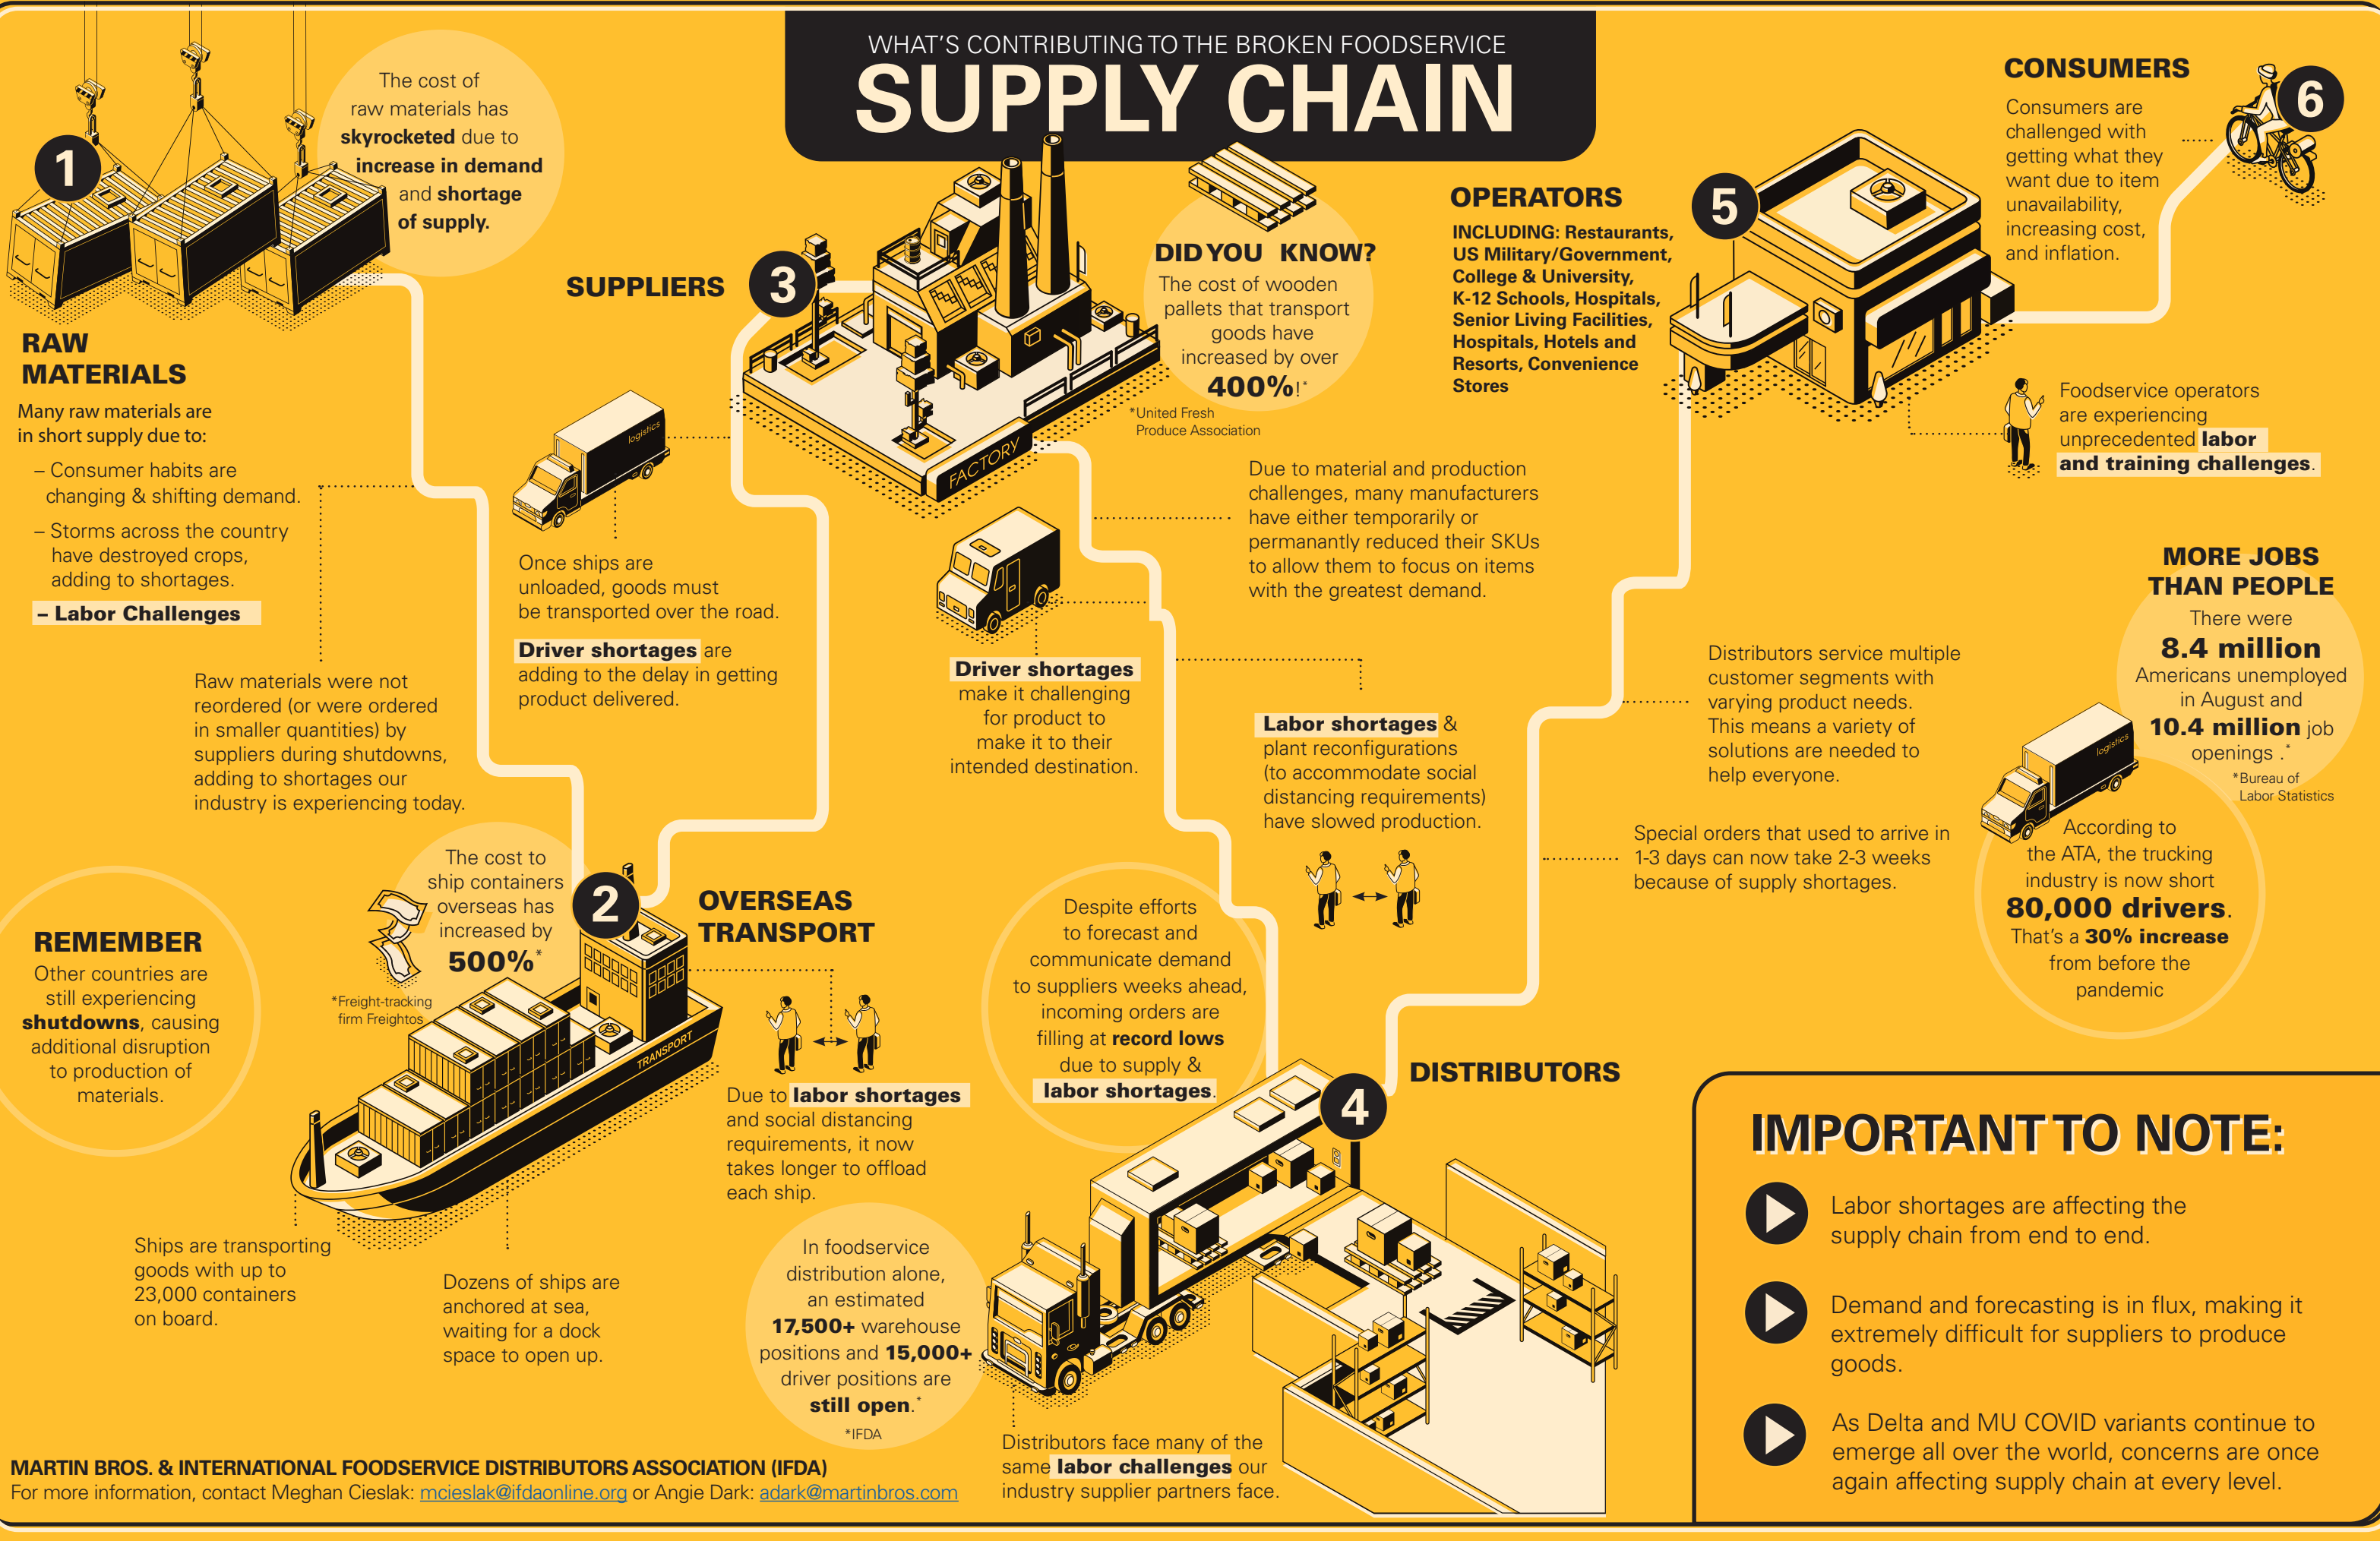 WHAT'S CONTRIBUTING TO THE BROKEN FOODSERVICE
SUPPLY CHAIN
1
The cost of
raw materials has
skyrocketed due to
increase in demand
and shortage
of supply.
RAW
MATERIALS
Many raw materials are
in short supply due to:
– Consumer habits are
changing & shifting demand.
– Storms across the country
have destroyed crops,
adding to shortages.
– Labor Challenges
Raw materials were not
reordered (or were ordered
in smaller quantities) by
suppliers during shutdowns,
adding to shortages our
industry is experiencing today.
REMEMBER
Other countries are
still experiencing
shutdowns, causing
additional disruption
to production of
materials.
2
OVERSEAS
TRANSPORT
The cost to
ship containers
overseas has
increased by
500%*
*Freight-tracking
firm Freightos
TRANSPORT
Due to labor shortages
and social distancing
requirements, it now
takes longer to offload
each ship.
Ships are transporting
goods with up to
23,000 containers
on board.
Dozens of ships are
anchored at sea,
waiting for a dock
space to open up.
SUPPLIERS
3
logistics
Once ships are
unloaded, goods must
be transported over the road.
Driver shortages are
adding to the delay in getting
product delivered.
FACTORY
DID YOU KNOW?
The cost of wooden
pallets that transport
goods have
increased by over
400%!*
*United Fresh
Produce Association
Due to material and production
challenges, many manufacturers
have either temporarily or
permanantly reduced their SKUs
to allow them to focus on items
with the greatest demand.
Driver shortages
make it challenging
for product to
make it to their
intended destination.
Labor shortages &
plant reconfigurations
(to accommodate social
distancing requirements)
have slowed production.
4
DISTRIBUTORS
Despite efforts
to forecast and
communicate demand
to suppliers weeks ahead,
incoming orders are
filling at record lows
due to supply &
labor shortages.
In foodservice
distribution alone,
an estimated
17,500+ warehouse
positions and 15,000+
driver positions are
still open.*
*IFDA
Distributors face many of the
same labor challenges our
industry supplier partners face.
Distributors service multiple
customer segments with
varying product needs.
This means a variety of
solutions are needed to
help everyone.
Special orders that used to arrive in
1-3 days can now take 2-3 weeks
because of supply shortages.
OPERATORS
INCLUDING: Restaurants,
US Military/Government,
College & University,
K-12 Schools, Hospitals,
Senior Living Facilities,
Hospitals, Hotels and
Resorts, Convenience
Stores
5
Foodservice operators
are experiencing
unprecedented labor
and training challenges.
CONSUMERS
6
Consumers are
challenged with
getting what they
want due to item
unavailability,
increasing cost,
and inflation.
MORE JOBS
THAN PEOPLE
There were
8.4 million
Americans unemployed
in August and
10.4 million job
openings .*
*Bureau of
Labor Statistics
logistics
According to
the ATA, the trucking
industry is now short
80,000 drivers.
That's a 30% increase
from before the
pandemic
IMPORTANT TO NOTE:
Labor shortages are affecting the
supply chain from end to end.
Demand and forecasting is in flux, making it
extremely difficult for suppliers to produce
goods.
As Delta and MU COVID variants continue to
emerge all over the world, concerns are once
again affecting supply chain at every level.
MARTIN BROS. & INTERNATIONAL FOODSERVICE DISTRIBUTORS ASSOCIATION (IFDA)
For more information, contact Meghan Cieslak: mcieslak@ifdaonline.org or Angie Dark: adark@martinbros.com